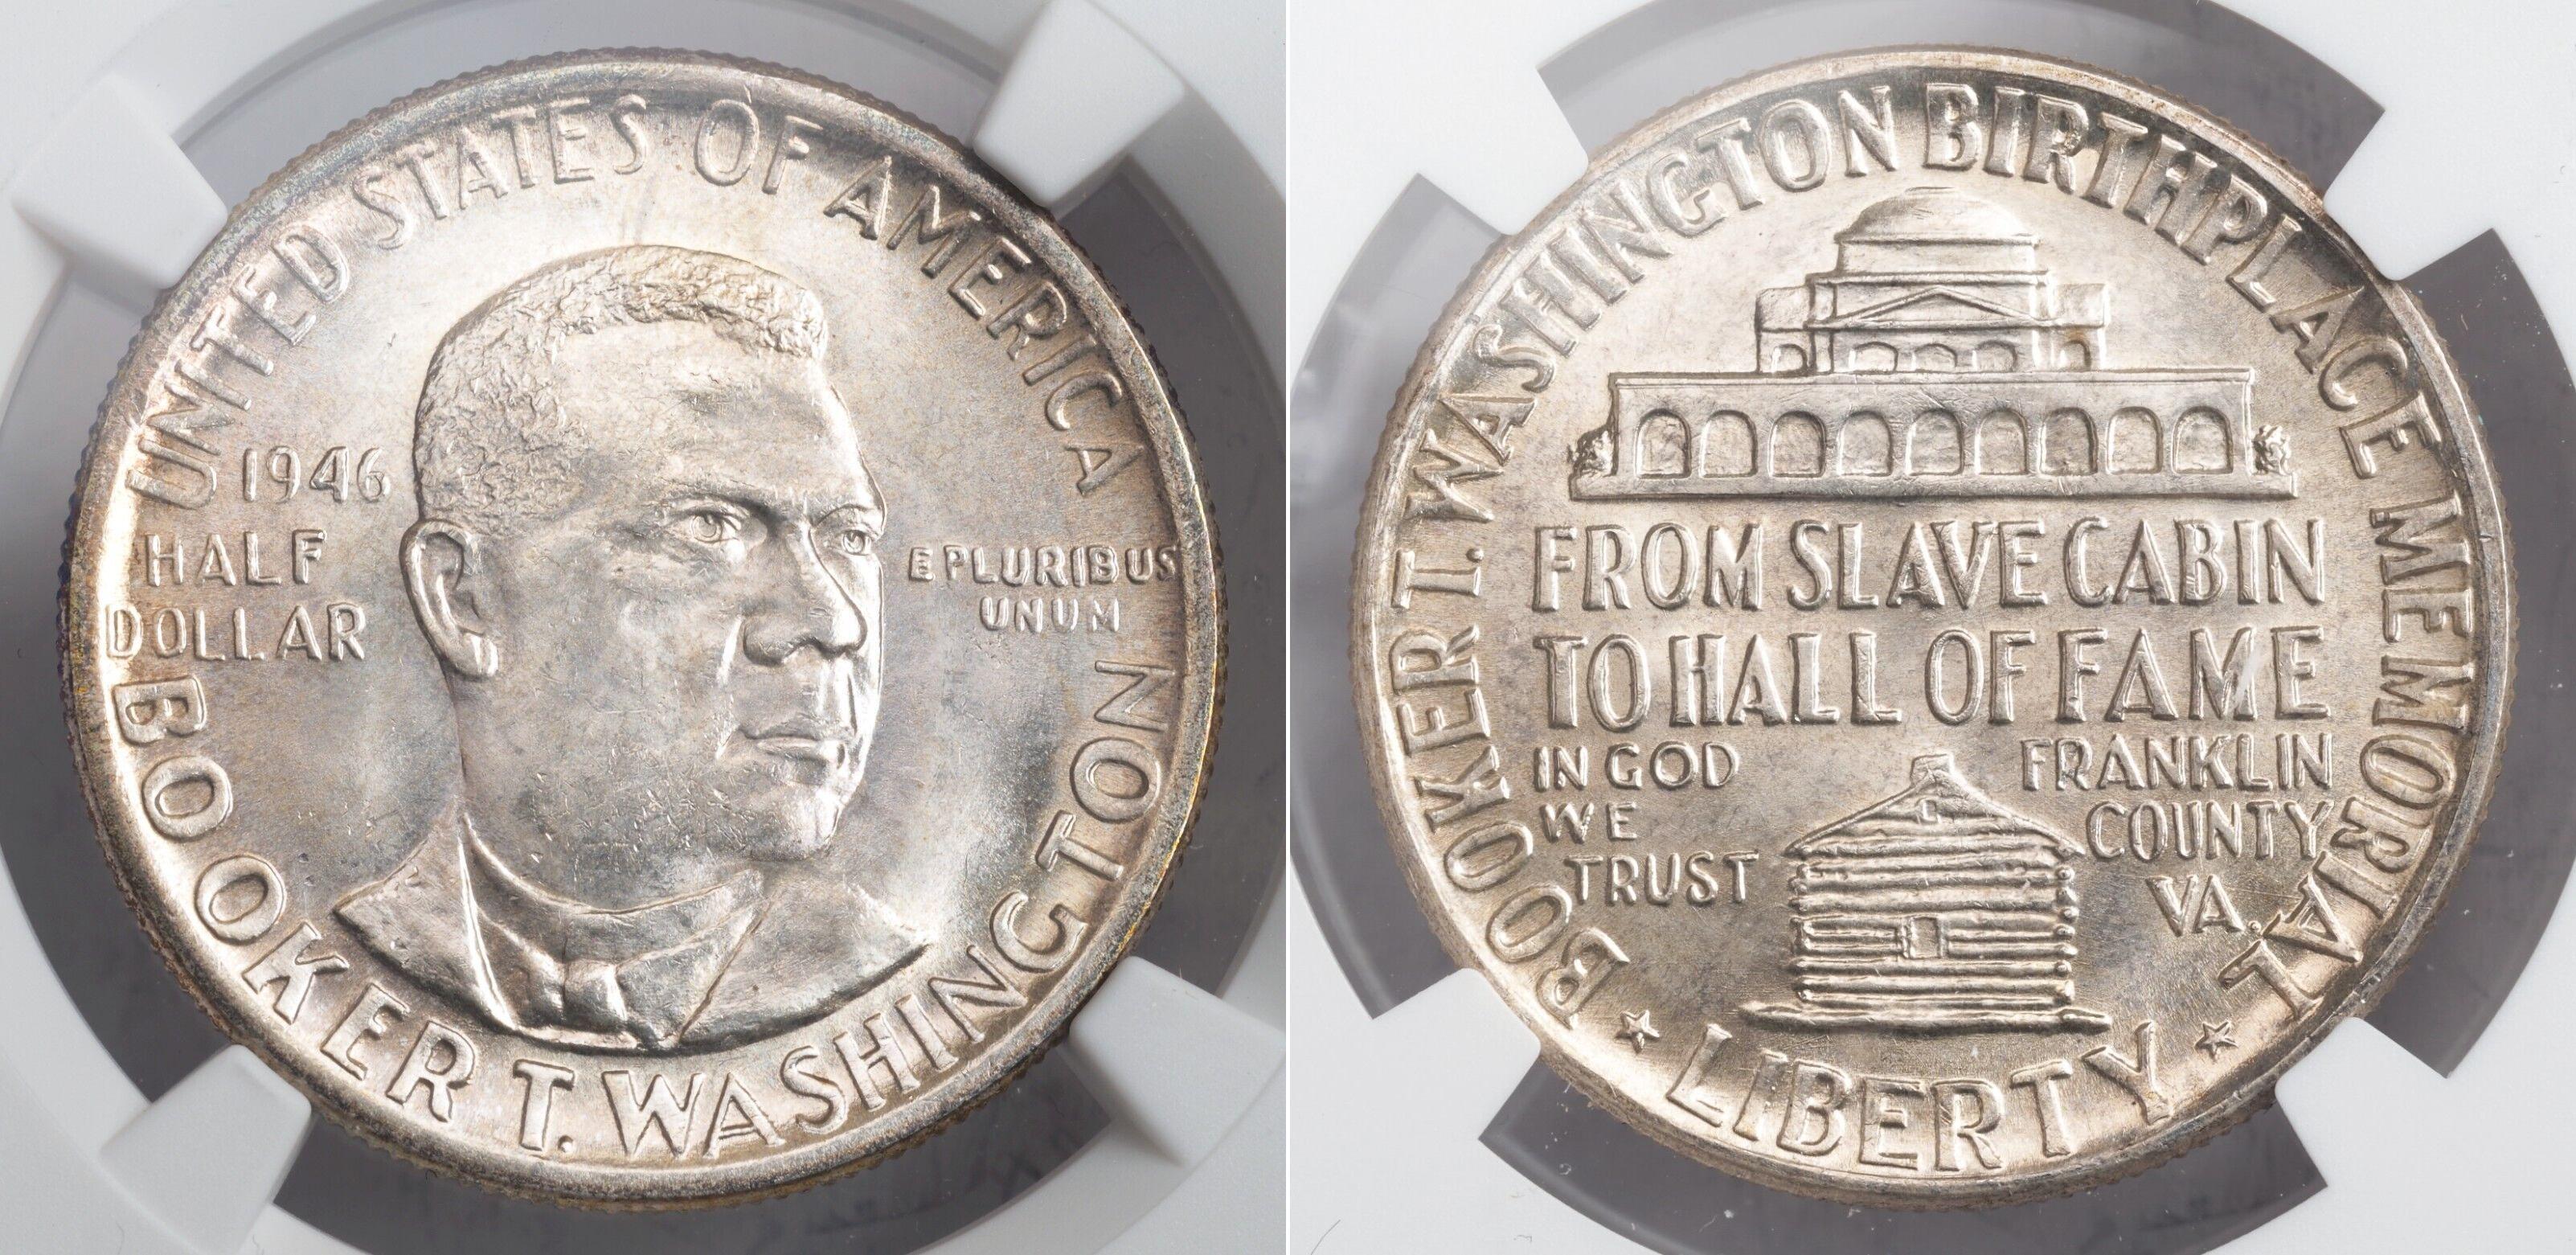 UNITED STATES OF AMERICA
1946
HALF
DOLLAR
E PLURIBUS
UNUM
BOOKER T. WASHINGTON
BOOKER T. WASHINGTON BIRTHPLACE MEMORIAL
FROM SLAVE CABIN
TO HALL OF FAME
IN GOD
WE
TRUST
FRANKLIN
COUNTY
VA.
LIBERTY